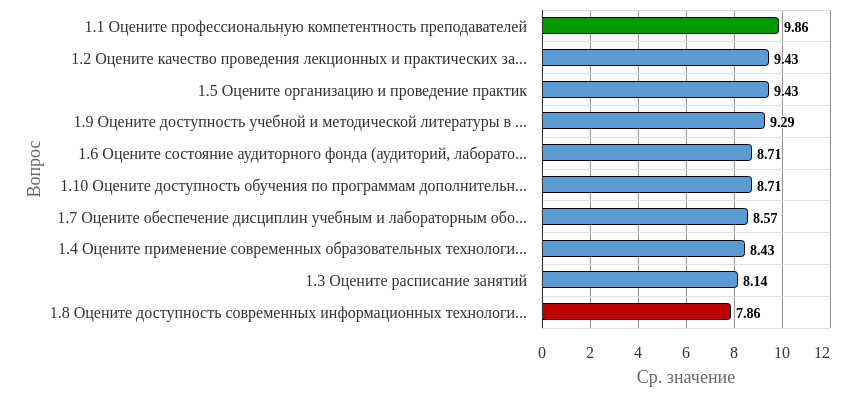 1.1 Оцените профессиональную компетентность преподавателей 9.86
1.2 Оцените качество проведения лекционных и практических за... 9.43
1.5 Оцените организацию и проведение практик 9.43
1.9 Оцените доступность учебной и методической литературы в ... 9.29
1.6 Оцените состояние аудиторного фонда (аудиторий, лаборато... 8.71
1.10 Оцените доступность обучения по программам дополнительн... 8.71
1.7 Оцените обеспечение дисциплин учебным и лабораторным обо... 8.57
1.4 Оцените применение современных образовательных технологи... 8.43
1.3 Оцените расписание занятий 8.14
1.8 Оцените доступность современных информационных технологи... 7.86
Вопрос
0 2 4 6 8 10 12
Ср. значение